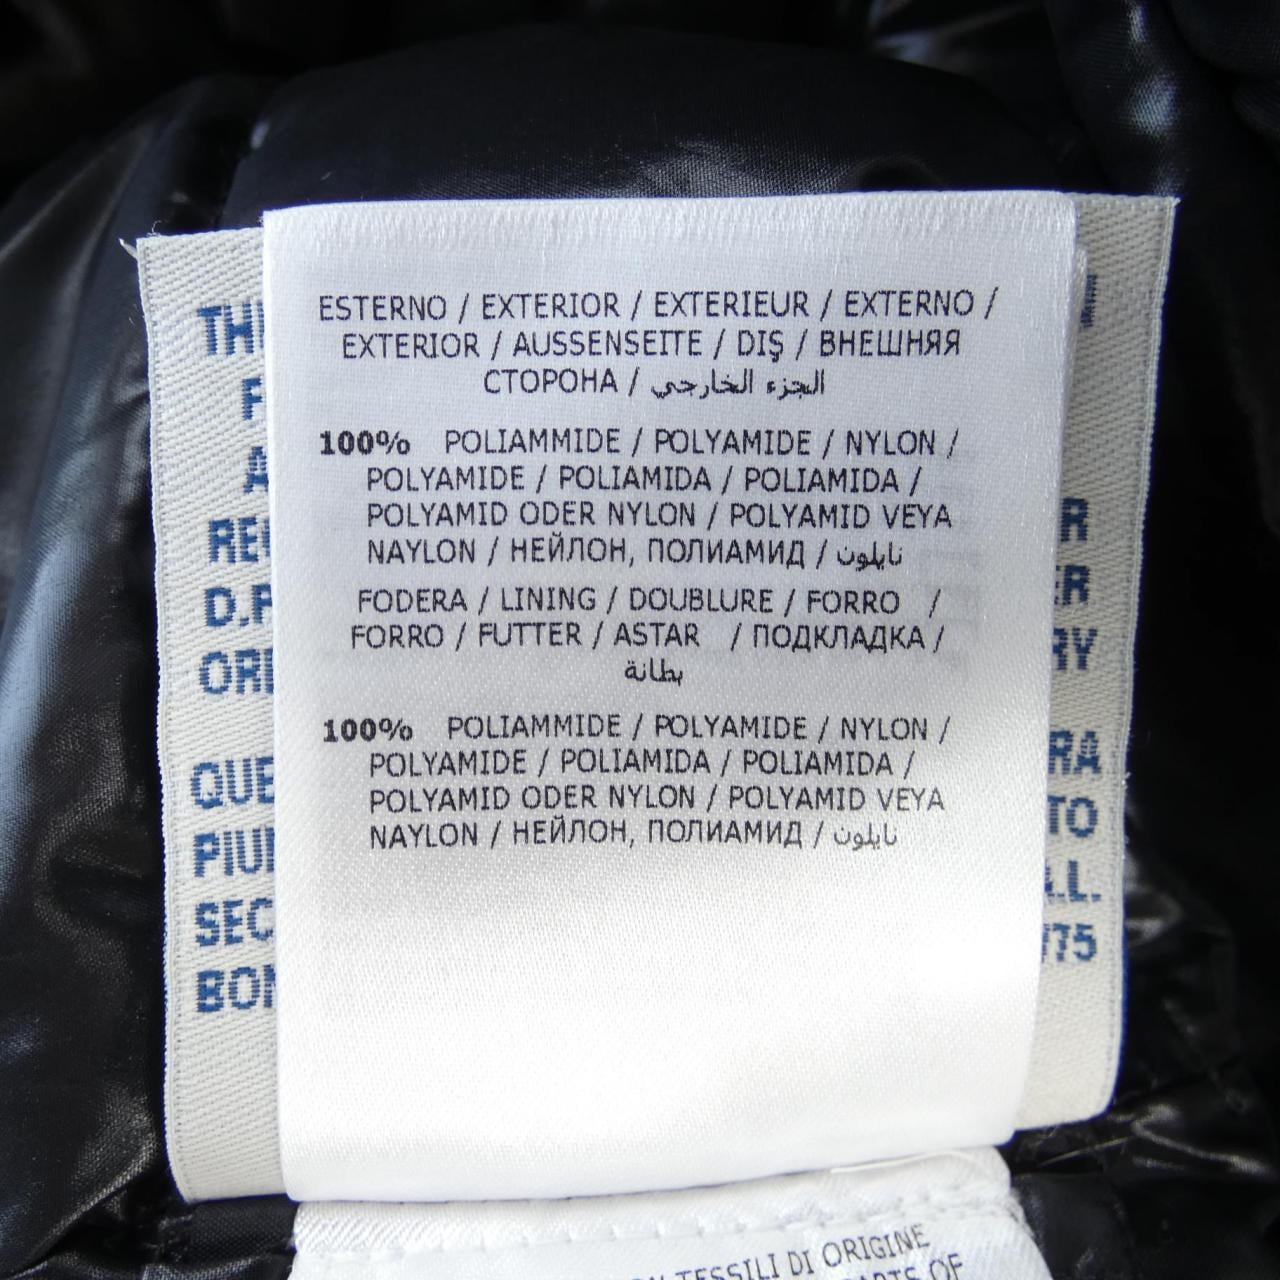 ESTERNO / EXTERIOR / EXTERIEUR / EXTERNO /
EXTERIOR / AUSSENSEITE / DIŞ / ВНЕШНЯЯ
СТОРОНА / الجزء الخارجي
100% POLIAMMIDE / POLYAMIDE / NYLON /
POLYAMIDE / POLIAMIDA / POLIAMIDA /
POLYAMID ODER NYLON / POLYAMID VEYA
NAYLON / НЕЙЛОН, ПОЛИАМИД / نايلون
FODERA / LINING / DOUBLURE / FORRO /
FORRO / FUTTER / ASTAR / ПОДКЛАДКА /
بطانة
100% POLIAMMIDE / POLYAMIDE / NYLON /
POLYAMIDE / POLIAMIDA / POLIAMIDA /
POLYAMID ODER NYLON / POLYAMID VEYA
NAYLON / НЕЙЛОН, ПОЛИАМИД / نايلون
TESSILI DI ORIGINE
PARTS OF